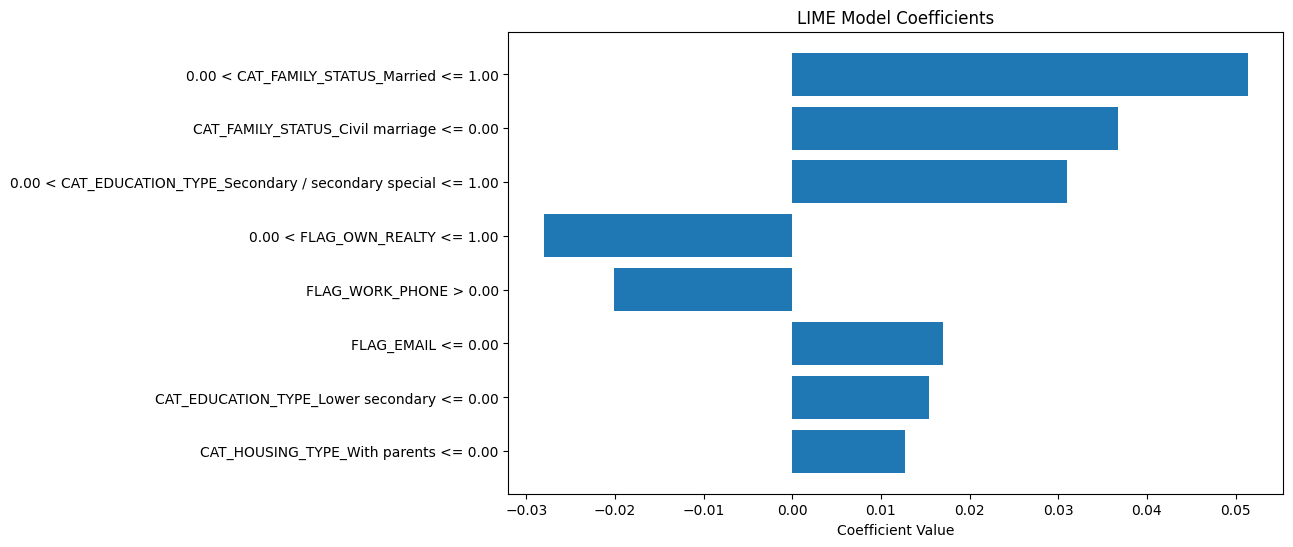 LIME Model Coefficients
0.00 < CAT_FAMILY_STATUS_Married <= 1.00
CAT_FAMILY_STATUS_Civil marriage <= 0.00
0.00 < CAT_EDUCATION_TYPE_Secondary / secondary special <= 1.00
0.00 < FLAG_OWN_REALTY <= 1.00
FLAG_WORK_PHONE > 0.00
FLAG_EMAIL <= 0.00
CAT_EDUCATION_TYPE_Lower secondary <= 0.00
CAT_HOUSING_TYPE_With parents <= 0.00
−0.03 −0.02 −0.01 0.00 0.01 0.02 0.03 0.04 0.05
Coefficient Value